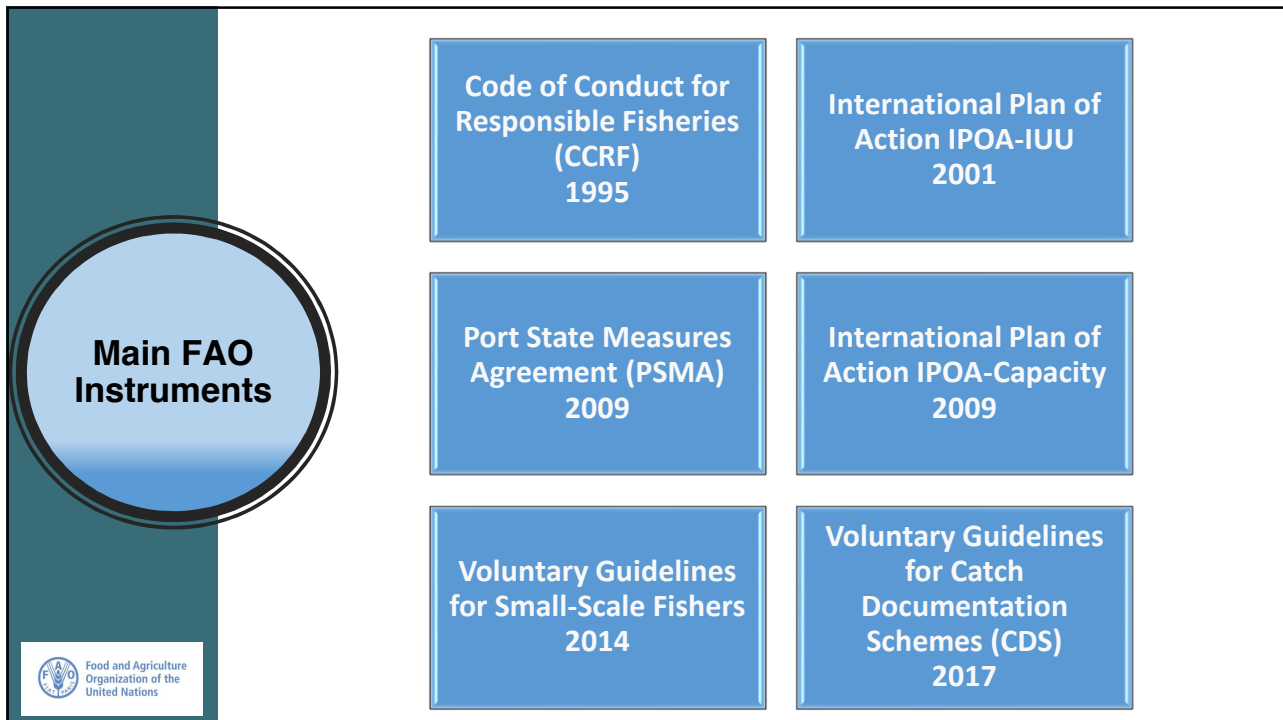 Main FAO
Instruments
Code of Conduct for
Responsible Fisheries
(CCRF)
1995
International Plan of
Action IPOA-IUU
2001
Port State Measures
Agreement (PSMA)
2009
International Plan of
Action IPOA-Capacity
2009
Voluntary Guidelines
for Small-Scale Fishers
2014
Voluntary Guidelines
for Catch
Documentation
Schemes (CDS)
2017
F A O
FIAT PANIS
Food and Agriculture
Organization of the
United Nations